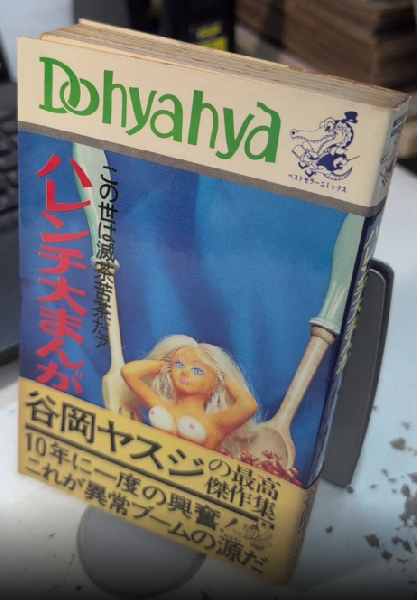 Dohyahya
ベストセラーコミックス
この世は滅茶苦茶だァ
ハレンチ大まんが
谷岡ヤスジの最高傑作集
10年に一度の興奮!
これが異常ブームの源だ